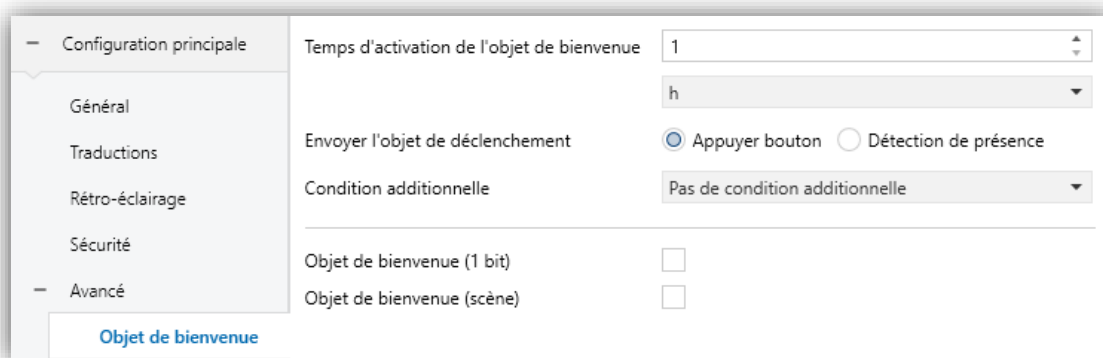 Configuration principale
Général
Traductions
Rétro-éclairage
Sécurité
Avancé
Objet de bienvenue
Temps d'activation de l'objet de bienvenue 1
h
Envoyer l'objet de déclenchement Appuyer bouton Détection de présence
Condition additionnelle Pas de condition additionnelle
Objet de bienvenue (1 bit)
Objet de bienvenue (scène)